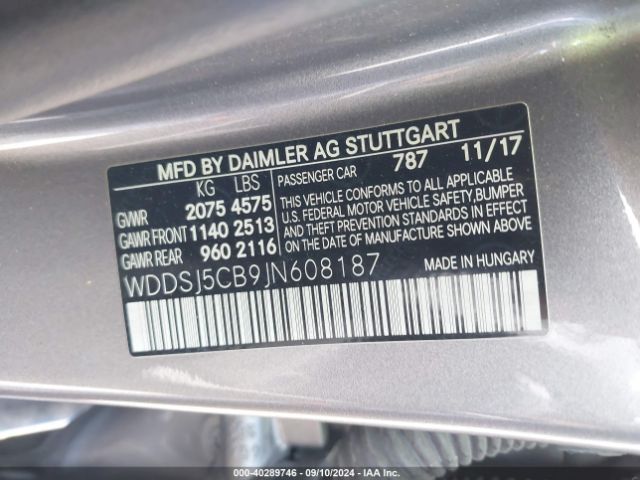 MFD BY DAIMLER AG STUTTGART
KG LBS
GVWR 2075 4575
GAWR FRONT 1140 2513
GAWR REAR 960 2116
PASSENGER CAR 787 11/17
THIS VEHICLE CONFORMS TO ALL APPLICABLE
U.S. FEDERAL MOTOR VEHICLE SAFETY,BUMPER
AND THEFT PREVENTION STANDARDS IN EFFECT
ON THE DATE OF MANUFACTURE SHOWN ABOVE.
WDDSJ5CB9JN608187
MADE IN HUNGARY
000-40289746 - 09/10/2024 - IAA Inc.